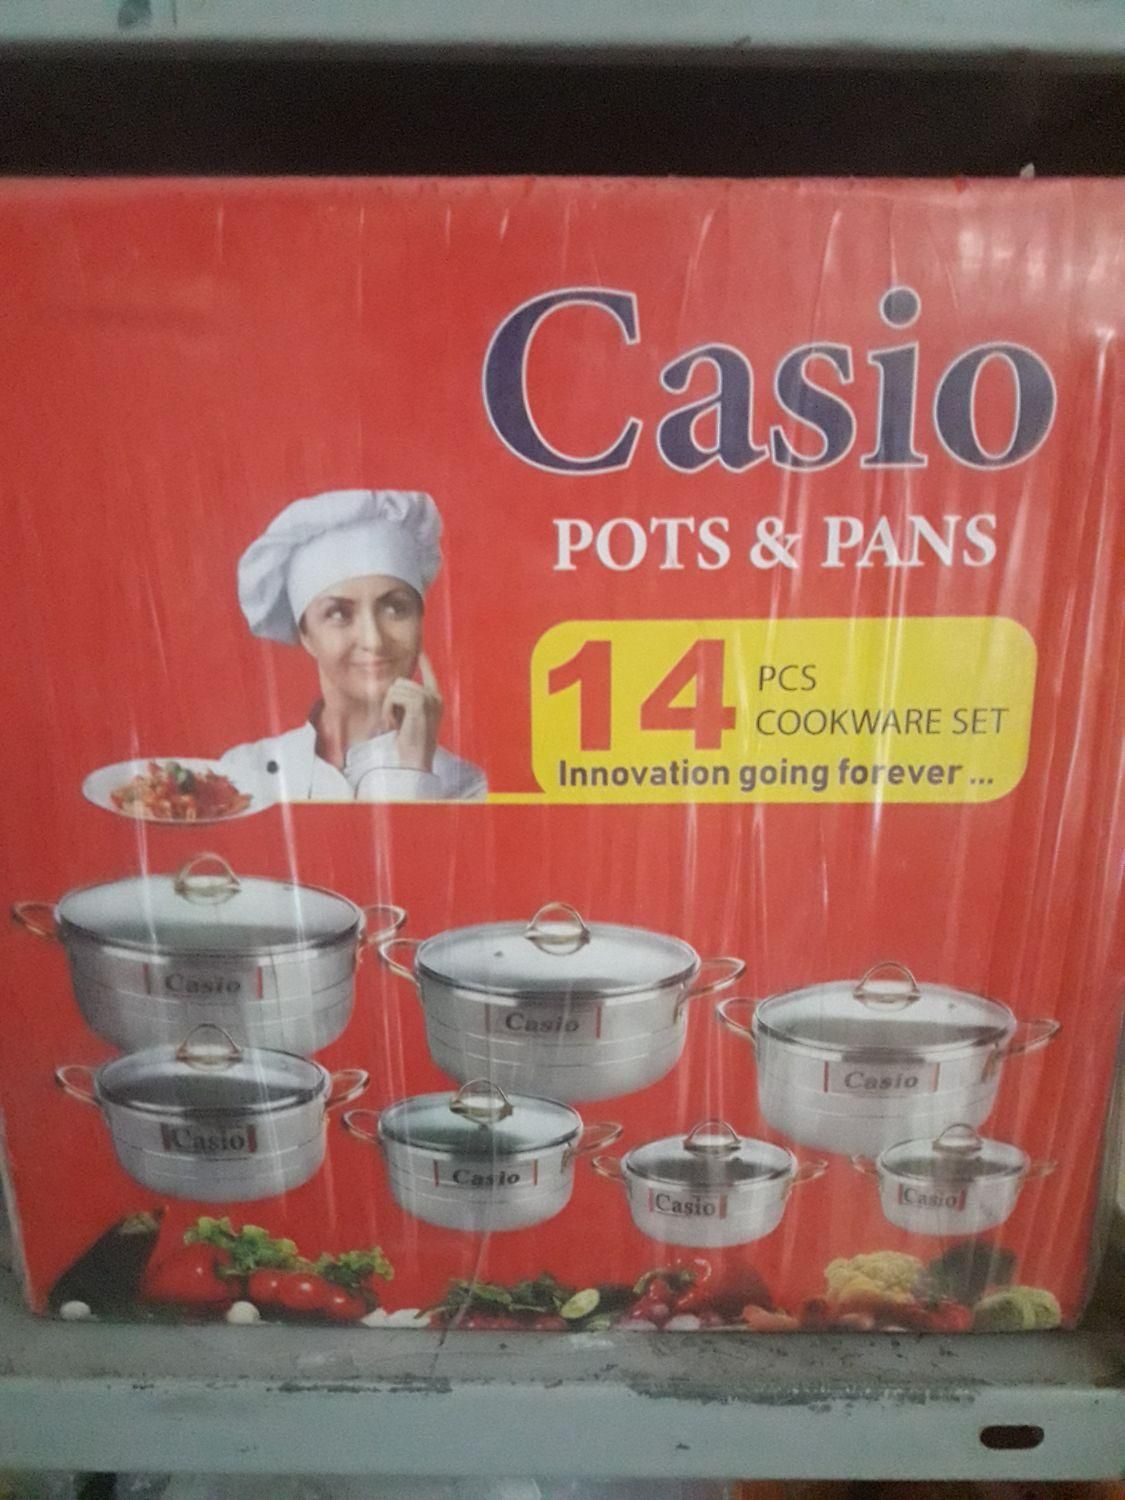 Casio
POTS & PANS
14 PCS
COOKWARE SET
Innovation going forever ...
Casio
Casio
Casio
Casio
Casio
Casio
Casio